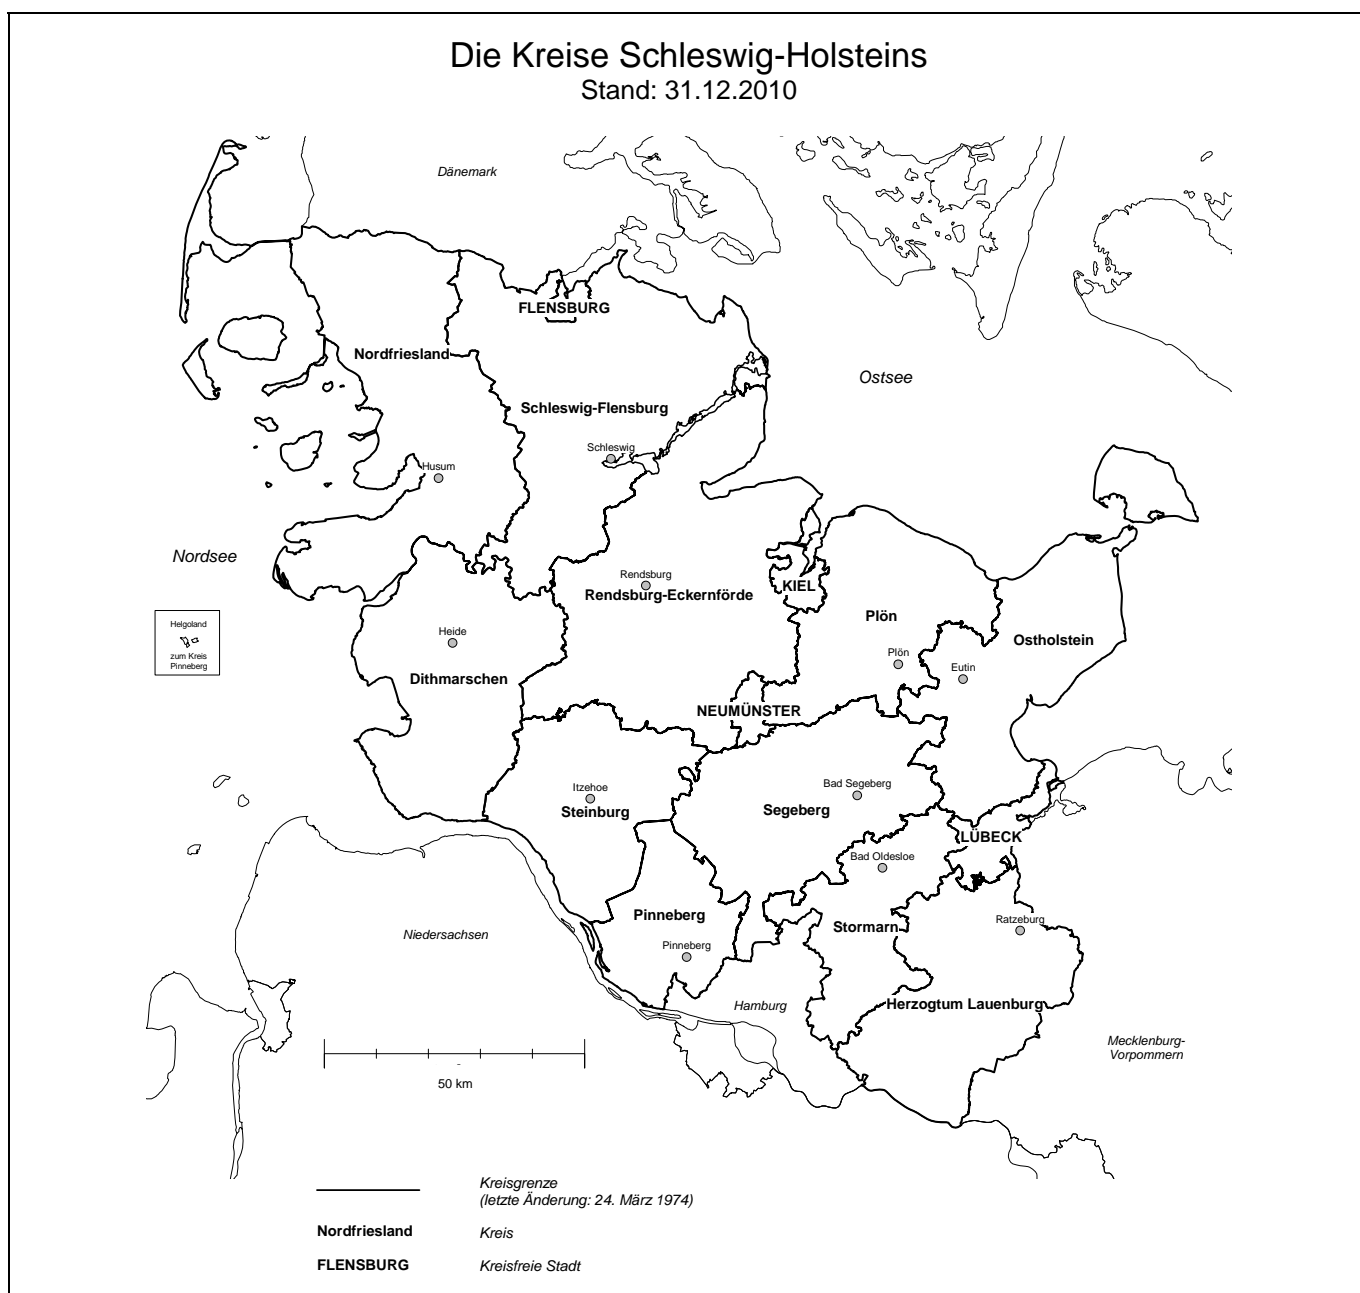 Die Kreise Schleswig-Holsteins
Stand: 31.12.2010
Dänemark
FLENSBURG
Nordfriesland
Ostsee
Schleswig-Flensburg
Schleswig
Husum
Nordsee
Rendsburg
Rendsburg-Eckernförde
KIEL
Plön
Helgoland
zum Kreis
Pinneberg
Heide
Ostholstein
Plön
Eutin
Dithmarschen
NEUMÜNSTER
Itzehoe
Steinburg
Bad Segeberg
Segeberg
LÜBECK
Bad Oldesloe
Pinneberg
Stormarn
Ratzeburg
Niedersachsen
Pinneberg
Hamburg
Herzogtum Lauenburg
Mecklenburg-
Vorpommern
50 km
Kreisgrenze
(letzte Änderung: 24. März 1974)
Nordfriesland Kreis
FLENSBURG Kreisfreie Stadt